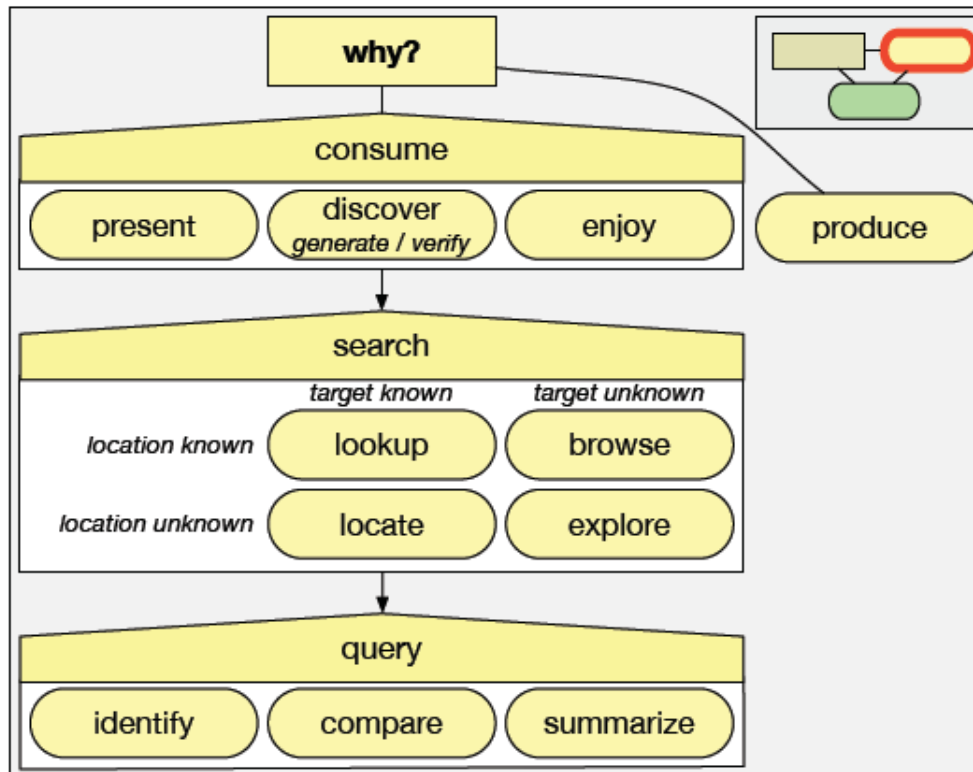 why?
consume
present
discover
generate / verify
enjoy
produce
search
target known
target unknown
location known
lookup
browse
location unknown
locate
explore
query
identify
compare
summarize